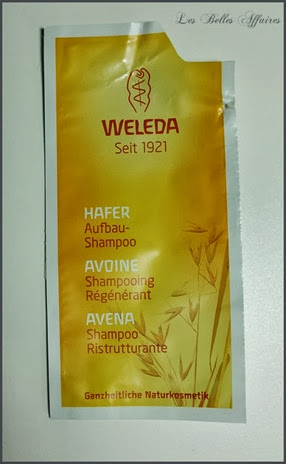 Les Belles Affaires
WELEDA
Seit 1921
HAFER
Aufbau-
Shampoo
AVOINE
Shampooing
Régénérant
AVENA
Shampoo
Ristrutturante
Ganzheitliche Naturkosmetik